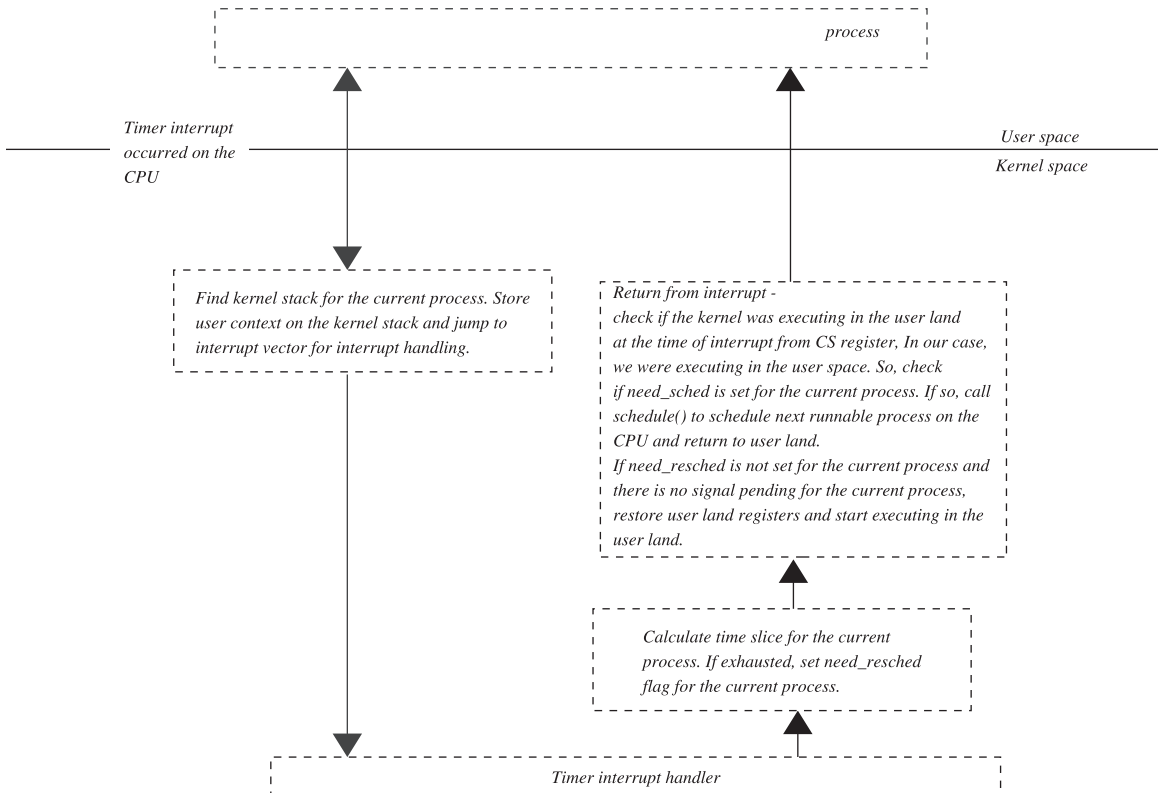 process
Timer interrupt
occurred on the
CPU
User space
Kernel space
Find kernel stack for the current process. Store
user context on the kernel stack and jump to
interrupt vector for interrupt handling.
Return from interrupt -
check if the kernel was executing in the user land
at the time of interrupt from CS register, In our case,
we were executing in the user space. So, check
if need_sched is set for the current process. If so, call
schedule() to schedule next runnable process on the
CPU and return to user land.
If need_resched is not set for the current process and
there is no signal pending for the current process,
restore user land registers and start executing in the
user land.
Calculate time slice for the current
process. If exhausted, set need_resched
flag for the current process.
Timer interrupt handler